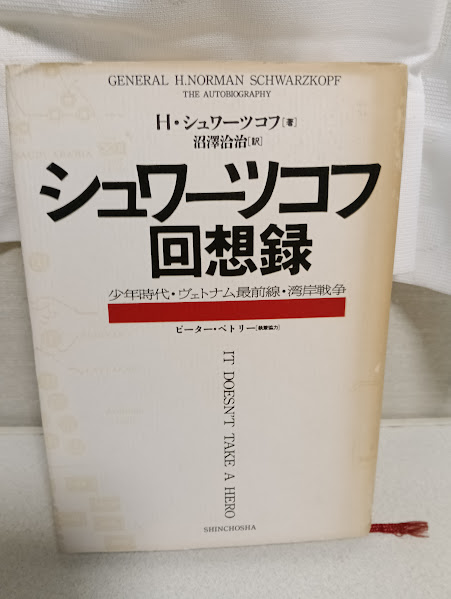 GENERAL H.NORMAN SCHWARZKOPF
THE AUTOBIOGRAPHY
H・シュワーツコフ[著]
沼澤洽治[訳]
シュワーツコフ
回想録
少年時代・ヴェトナム最前線・湾岸戦争
ピーター・ペトリー[執筆協力]
IT DOESN'T TAKE A HERO
SHINCHOSHA